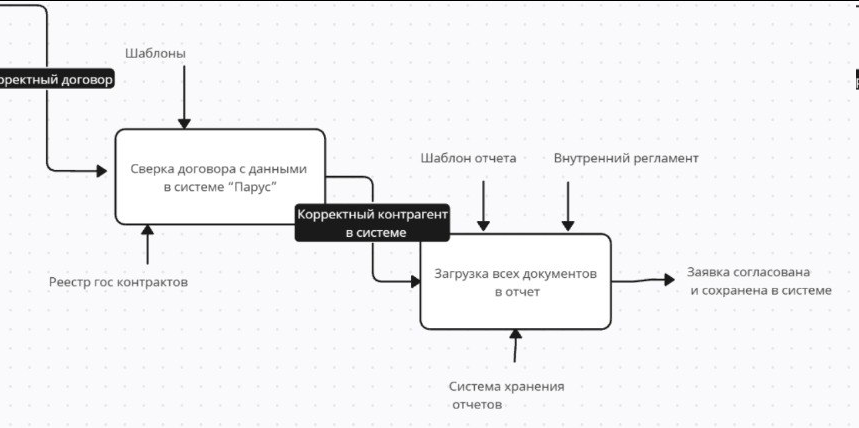 Шаблоны
договор
Сверка договора с данными
в системе “Парус”
Шаблон отчета
Внутренний регламент
Корректный контрагент
в системе
Загрузка всех документов
в отчет
Заявка согласована
и сохранена в системе
Реестр гос контрактов
Система хранения
отчетов